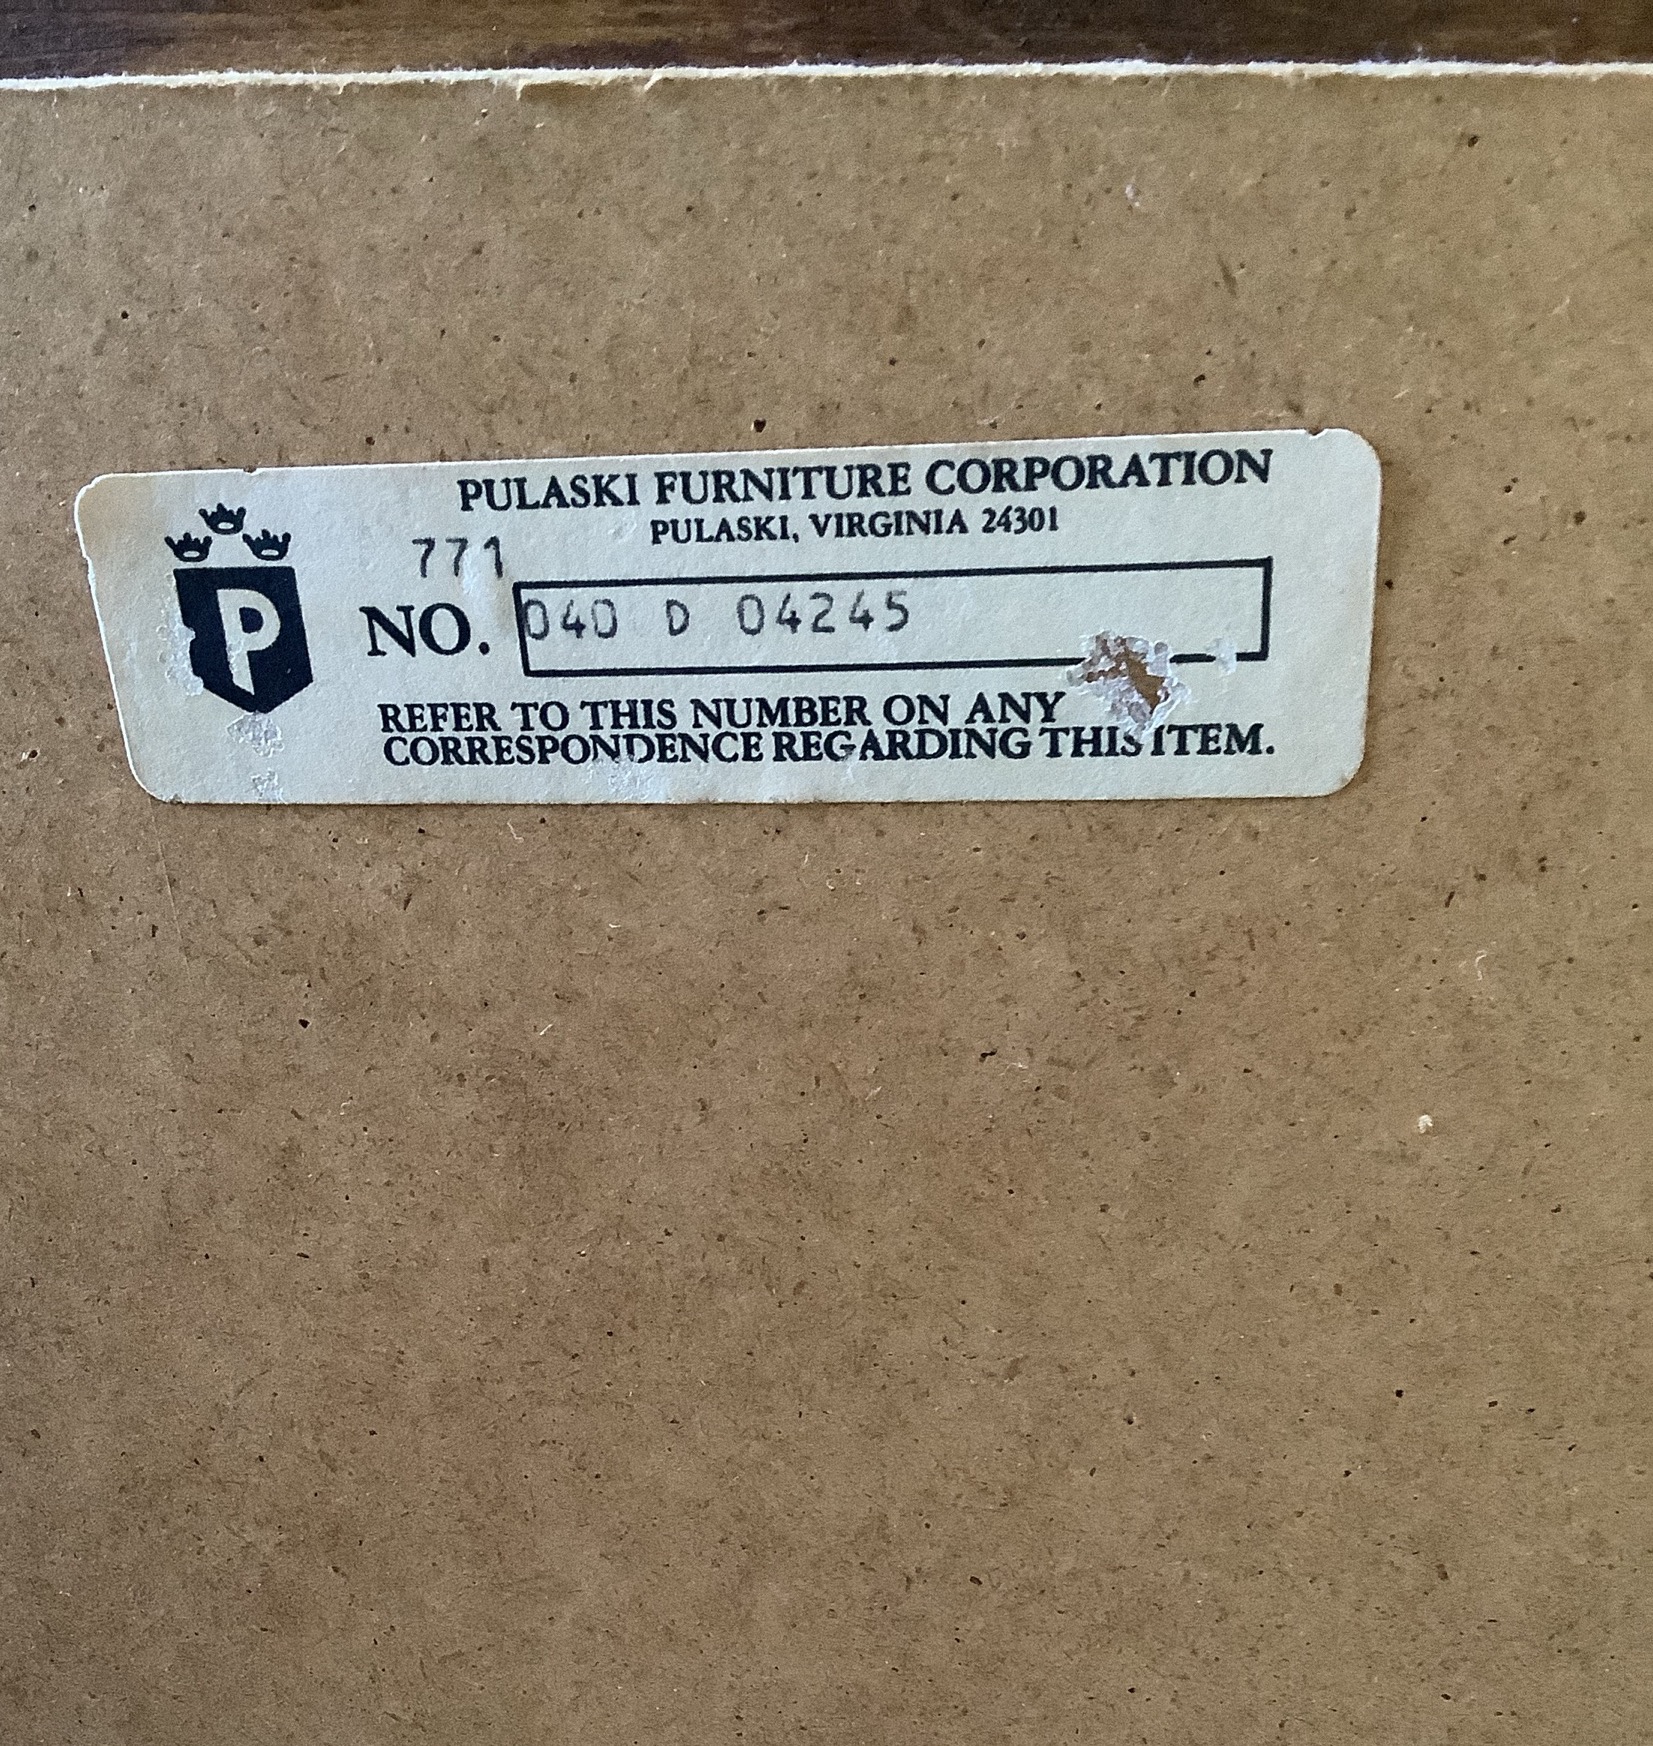 PULASKI FURNITURE CORPORATION
PULASKI, VIRGINIA 24301
771
P
NO. 040 D 04245
REFER TO THIS NUMBER ON ANY
CORRESPONDENCE REGARDING THIS ITEM.